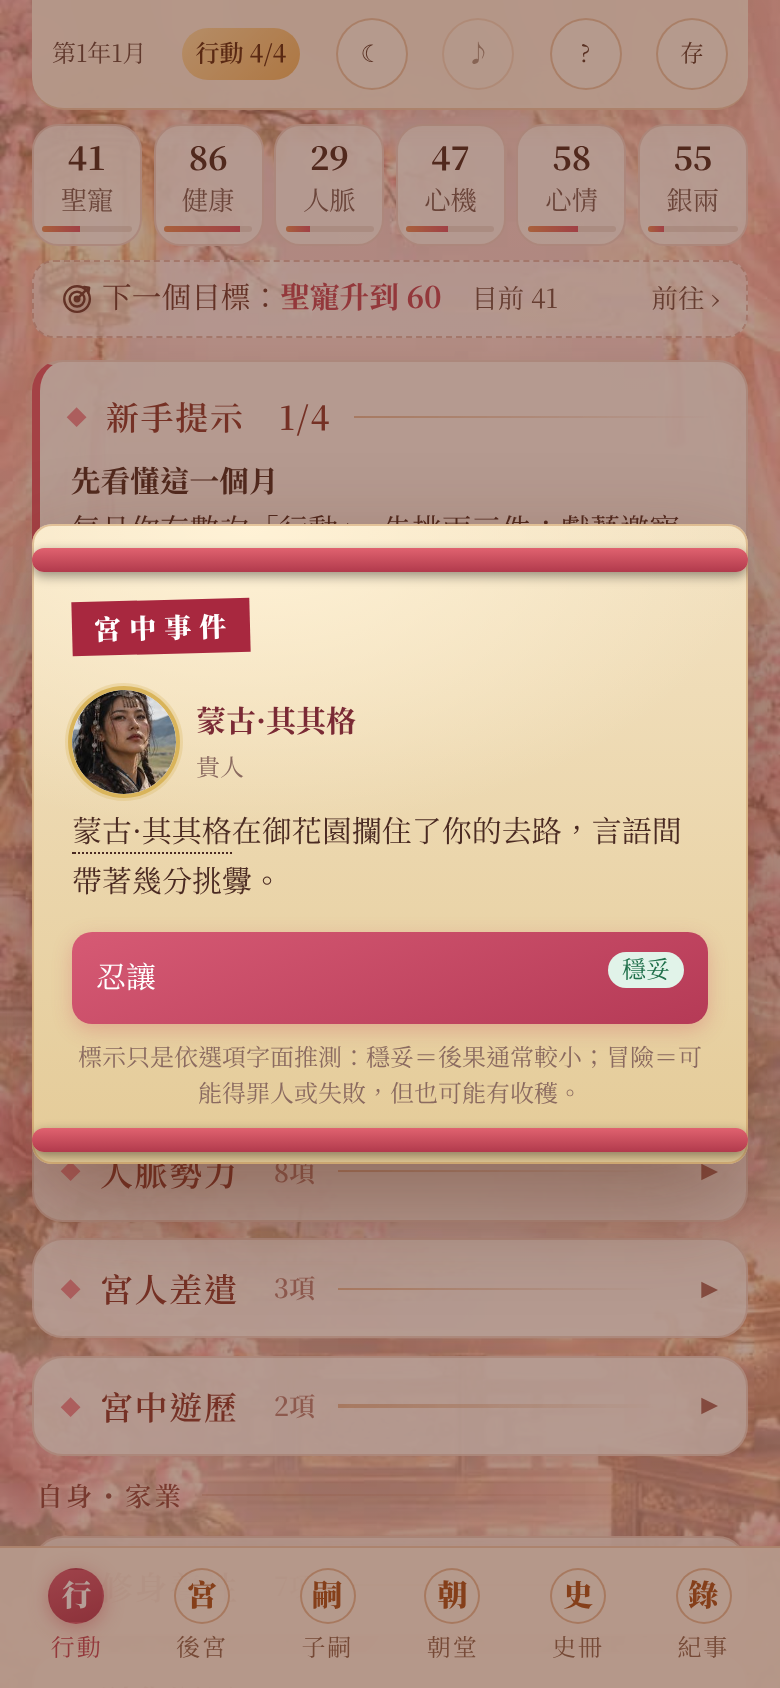 第1年1月
行動 4/4
☾
♪
?
存
41
聖寵
86
健康
29
人脈
47
心機
58
心情
55
銀兩
下一個目標：聖寵升到 60 目前 41 前往 ›
新手提示 1/4
先看懂這一個月
宮中事件
蒙古·其其格
貴人
蒙古·其其格在御花園攔住了你的去路，言語間
帶著幾分挑釁。
忍讓
穩妥
標示只是依選項字面推測：穩妥＝後果通常較小；冒險＝可
能得罪人或失敗，但也可能有收穫。
人脈勢力 8項
宮人差遣 3項
宮中遊歷 2項
自身・家業
行
行動
宮
後宮
嗣
子嗣
朝
朝堂
史
史冊
錄
紀事